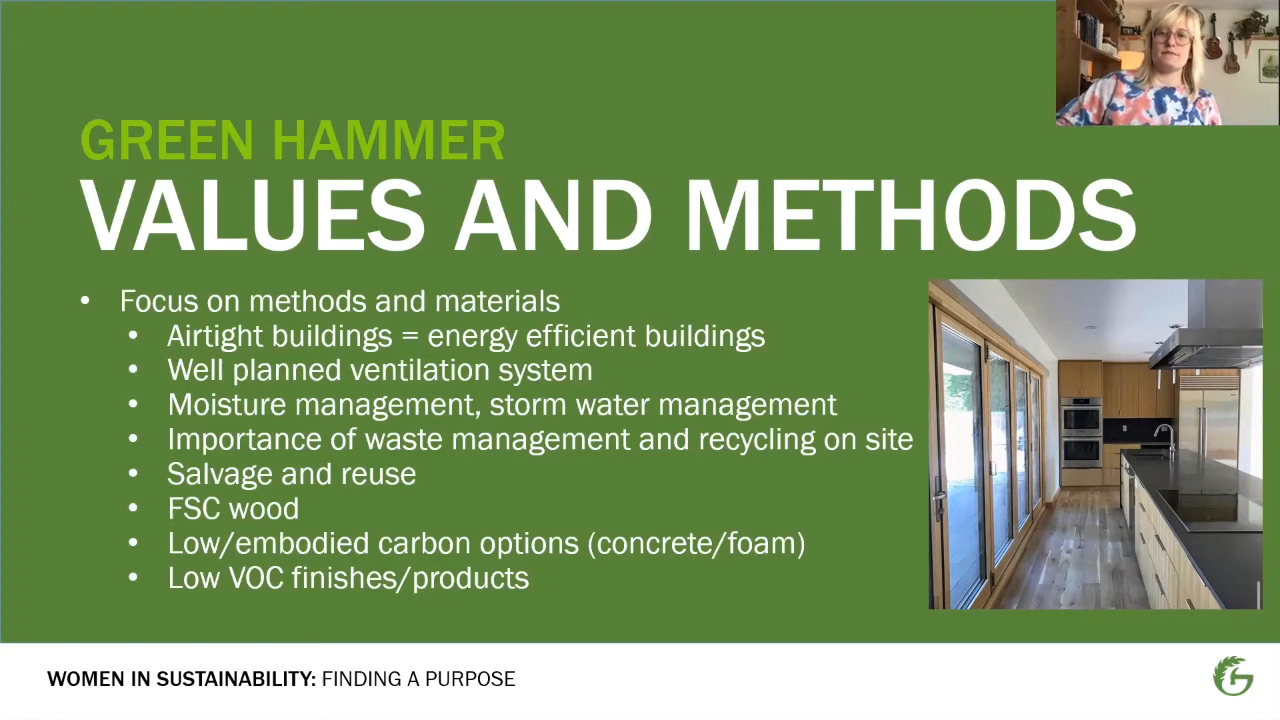 GREEN HAMMER
VALUES AND METHODS
• Focus on methods and materials
• Airtight buildings = energy efficient buildings
• Well planned ventilation system
• Moisture management, storm water management
• Importance of waste management and recycling on site
• Salvage and reuse
• FSC wood
• Low/embodied carbon options (concrete/foam)
• Low VOC finishes/products
WOMEN IN SUSTAINABILITY: FINDING A PURPOSE